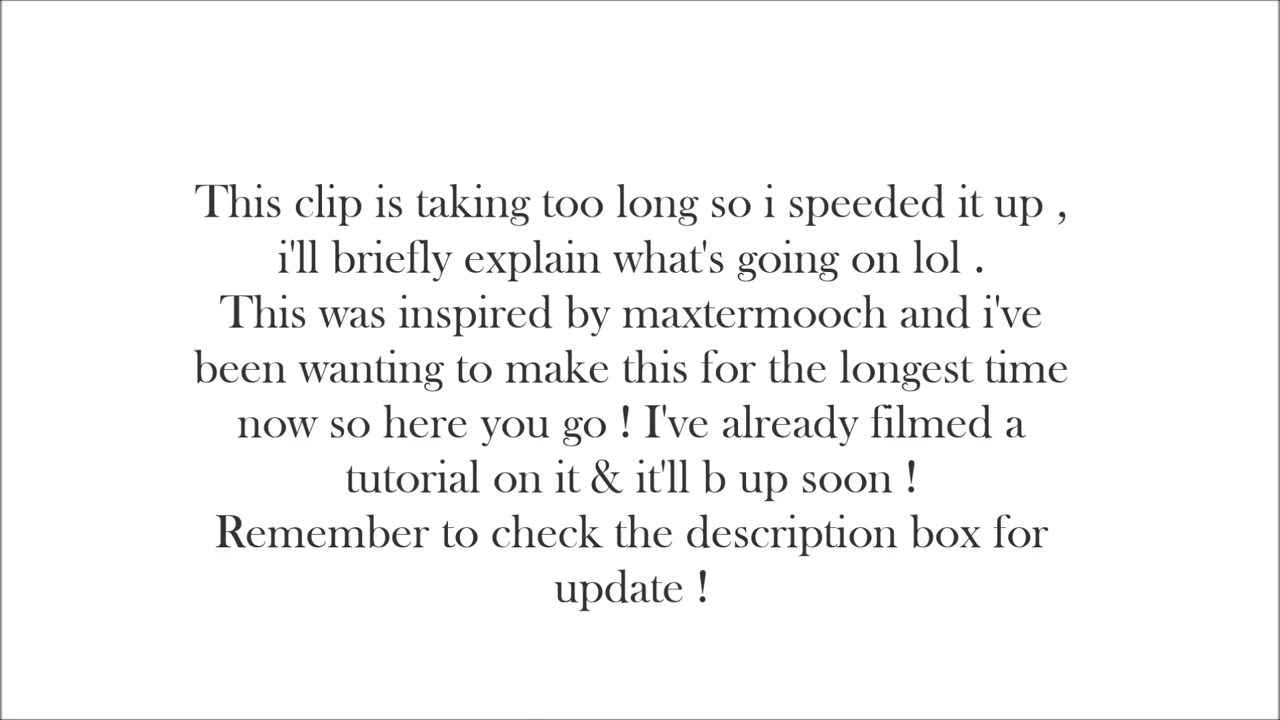 This clip is taking too long so i speeded it up ,
i'll briefly explain what's going on lol .
This was inspired by maxtermooch and i've
been wanting to make this for the longest time
now so here you go ! I've already filmed a
tutorial on it & it'll b up soon !
Remember to check the description box for
update !